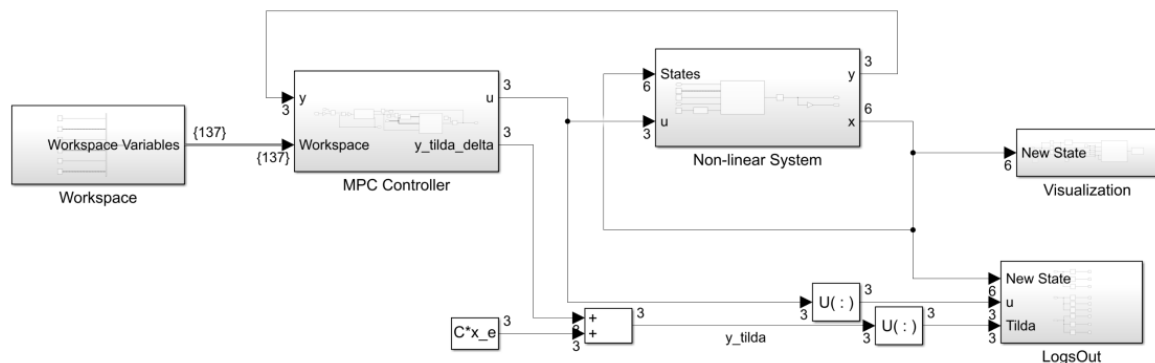 3
3
States
6
y
3
y
3
u
3
6
{137}
Workspace Variables
{137}
Workspace
y_tilda_delta
3
u
3
x
New State
6
Workspace
MPC Controller
Non-linear System
Visualization
New State
6
3
C*x_e
3
+
+
3
3
y_tilda
U( : )
3
3
U( : )
3
3
u
3
Tilda
3
LogsOut